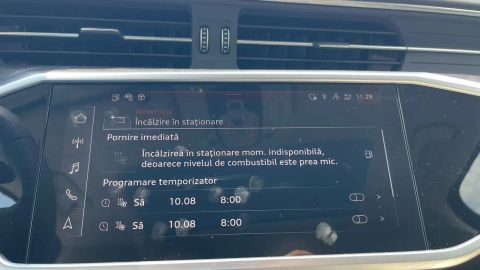 11:29
Încălzire în staționare
Pornire imediată
Încălzirea în staționare mom. indisponibilă,
deoarece nivelul de combustibil este prea mic.
Programare temporizator
Sâ 10.08 8:00
Sâ 10.08 8:00